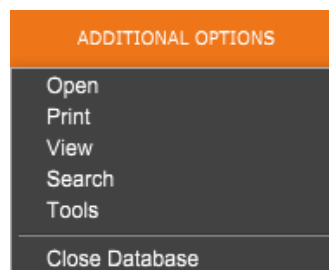 ADDITIONAL OPTIONS
Open
Print
View
Search
Tools
Close Database